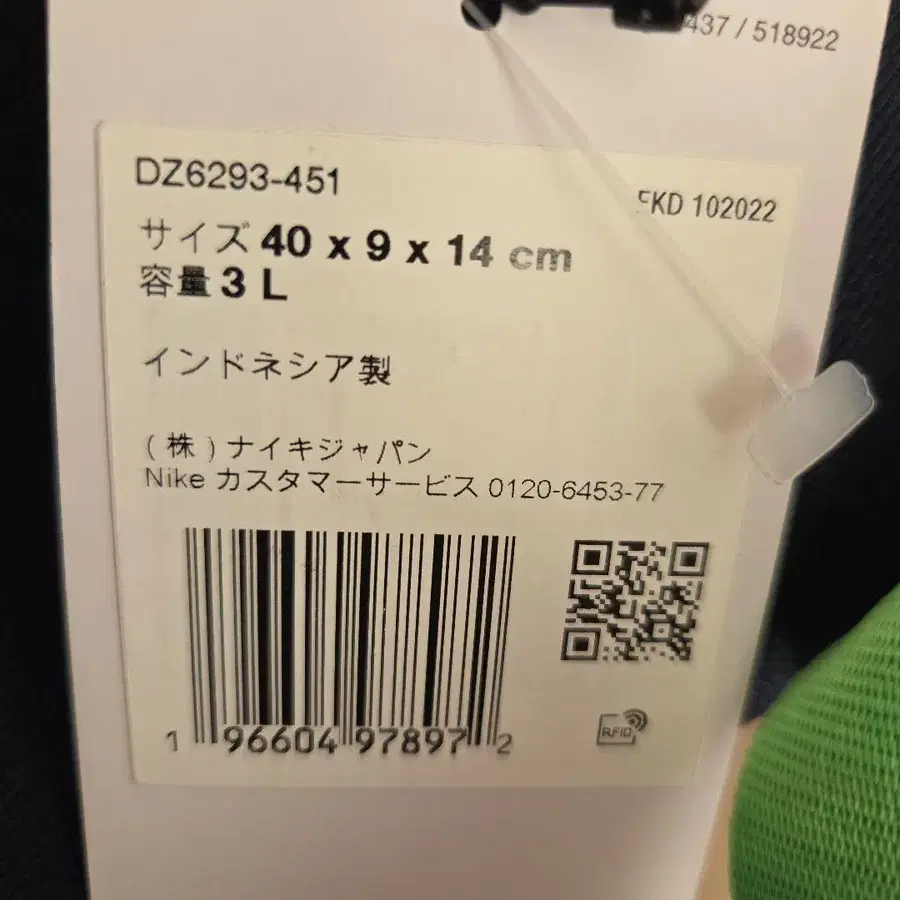 437 / 518922
DZ6293-451
FKD 102022
サイズ 40 x 9 x 14 cm
容量 3 L
インドネシア製
(株)ナイキジャパン
Nike カスタマーサービス 0120-6453-77
1 96604 97897 2
RFID